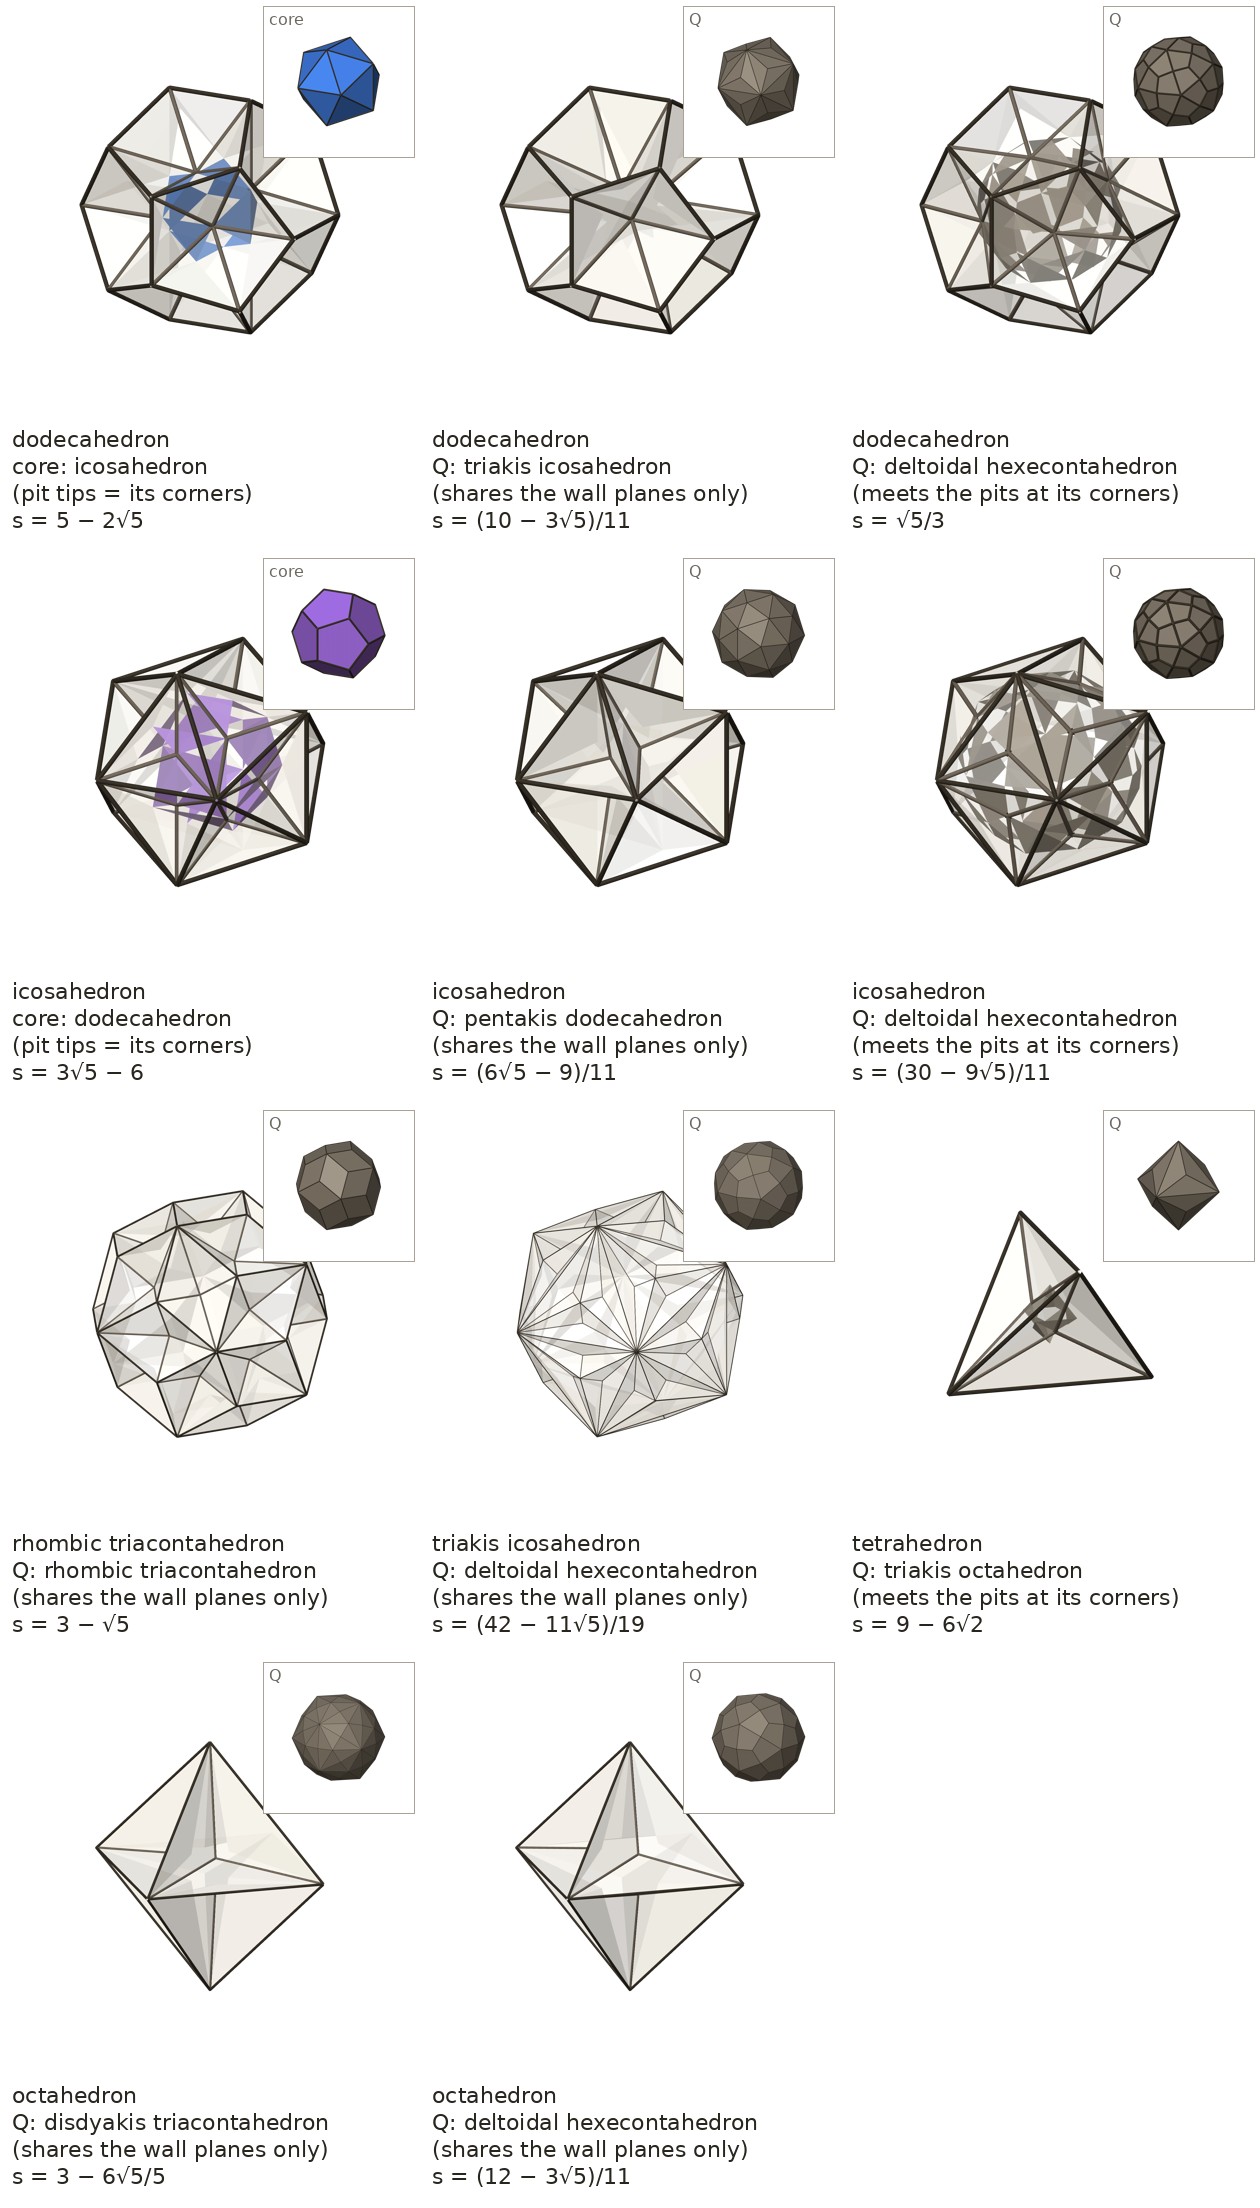 core
Q
Q
dodecahedron
core: icosahedron
(pit tips = its corners)
s = 5 − 2√5
dodecahedron
Q: triakis icosahedron
(shares the wall planes only)
s = (10 − 3√5)/11
dodecahedron
Q: deltoidal hexecontahedron
(meets the pits at its corners)
s = √5/3
core
Q
Q
icosahedron
core: dodecahedron
(pit tips = its corners)
s = 3√5 − 6
icosahedron
Q: pentakis dodecahedron
(shares the wall planes only)
s = (6√5 − 9)/11
icosahedron
Q: deltoidal hexecontahedron
(meets the pits at its corners)
s = (30 − 9√5)/11
Q
Q
Q
rhombic triacontahedron
Q: rhombic triacontahedron
(shares the wall planes only)
s = 3 − √5
triakis icosahedron
Q: deltoidal hexecontahedron
(shares the wall planes only)
s = (42 − 11√5)/19
tetrahedron
Q: triakis octahedron
(meets the pits at its corners)
s = 9 − 6√2
Q
Q
octahedron
Q: disdyakis triacontahedron
(shares the wall planes only)
s = 3 − 6√5/5
octahedron
Q: deltoidal hexecontahedron
(shares the wall planes only)
s = (12 − 3√5)/11